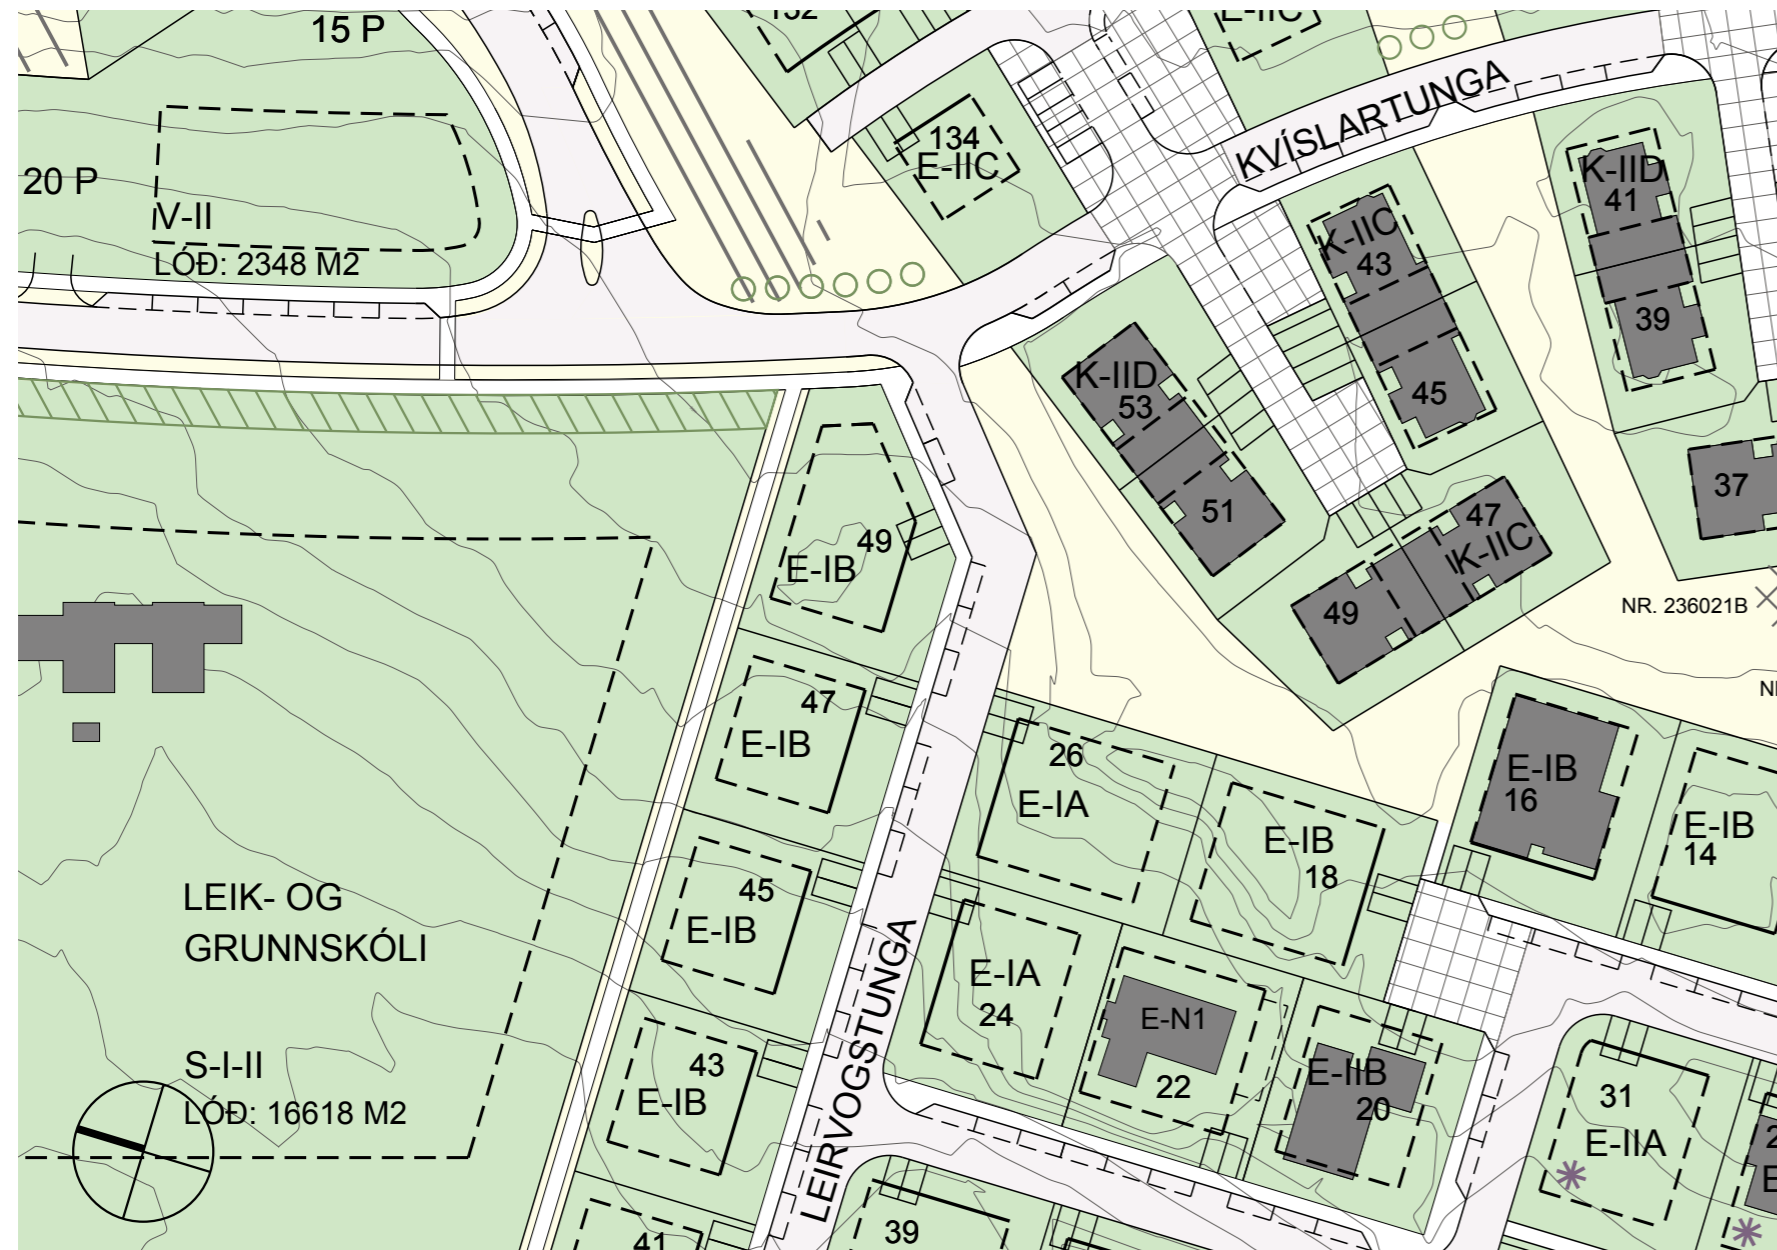 15 P
132
E-IIC
20 P
V-II
LÓÐ: 2348 M2
134
E-IIC
KVÍSLARTUNGA
K-IID
41
39
K-IIC
43
45
37
K-IID
53
51
47
K-IIC
49
NR. 236021B
49
E-IB
47
E-IB
26
E-IA
E-IB
18
E-IB
16
E-IB
14
45
E-IB
LEIK- OG
GRUNNSKÓLI
E-IA
24
LEIRVOGSTUNGA
E-N1
22
E-IIB
20
43
E-IB
S-I-II
LÓÐ: 16618 M2
31
E-IIA
41
39